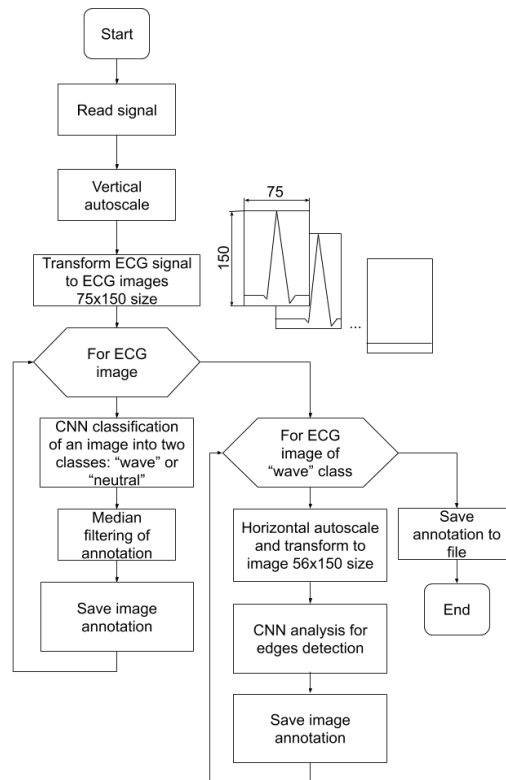 Start
Read signal
Vertical
autoscale
Transform ECG signal
to ECG images
75x150 size
75
150
...
For ECG
image
CNN classification
of an image into two
classes: “wave” or
“neutral”
Median
filtering of
annotation
Save image
annotation
For ECG
image of
“wave” class
Horizontal autoscale
and transform to
image 56x150 size
CNN analysis for
edges detection
Save image
annotation
Save
annotation to
file
End